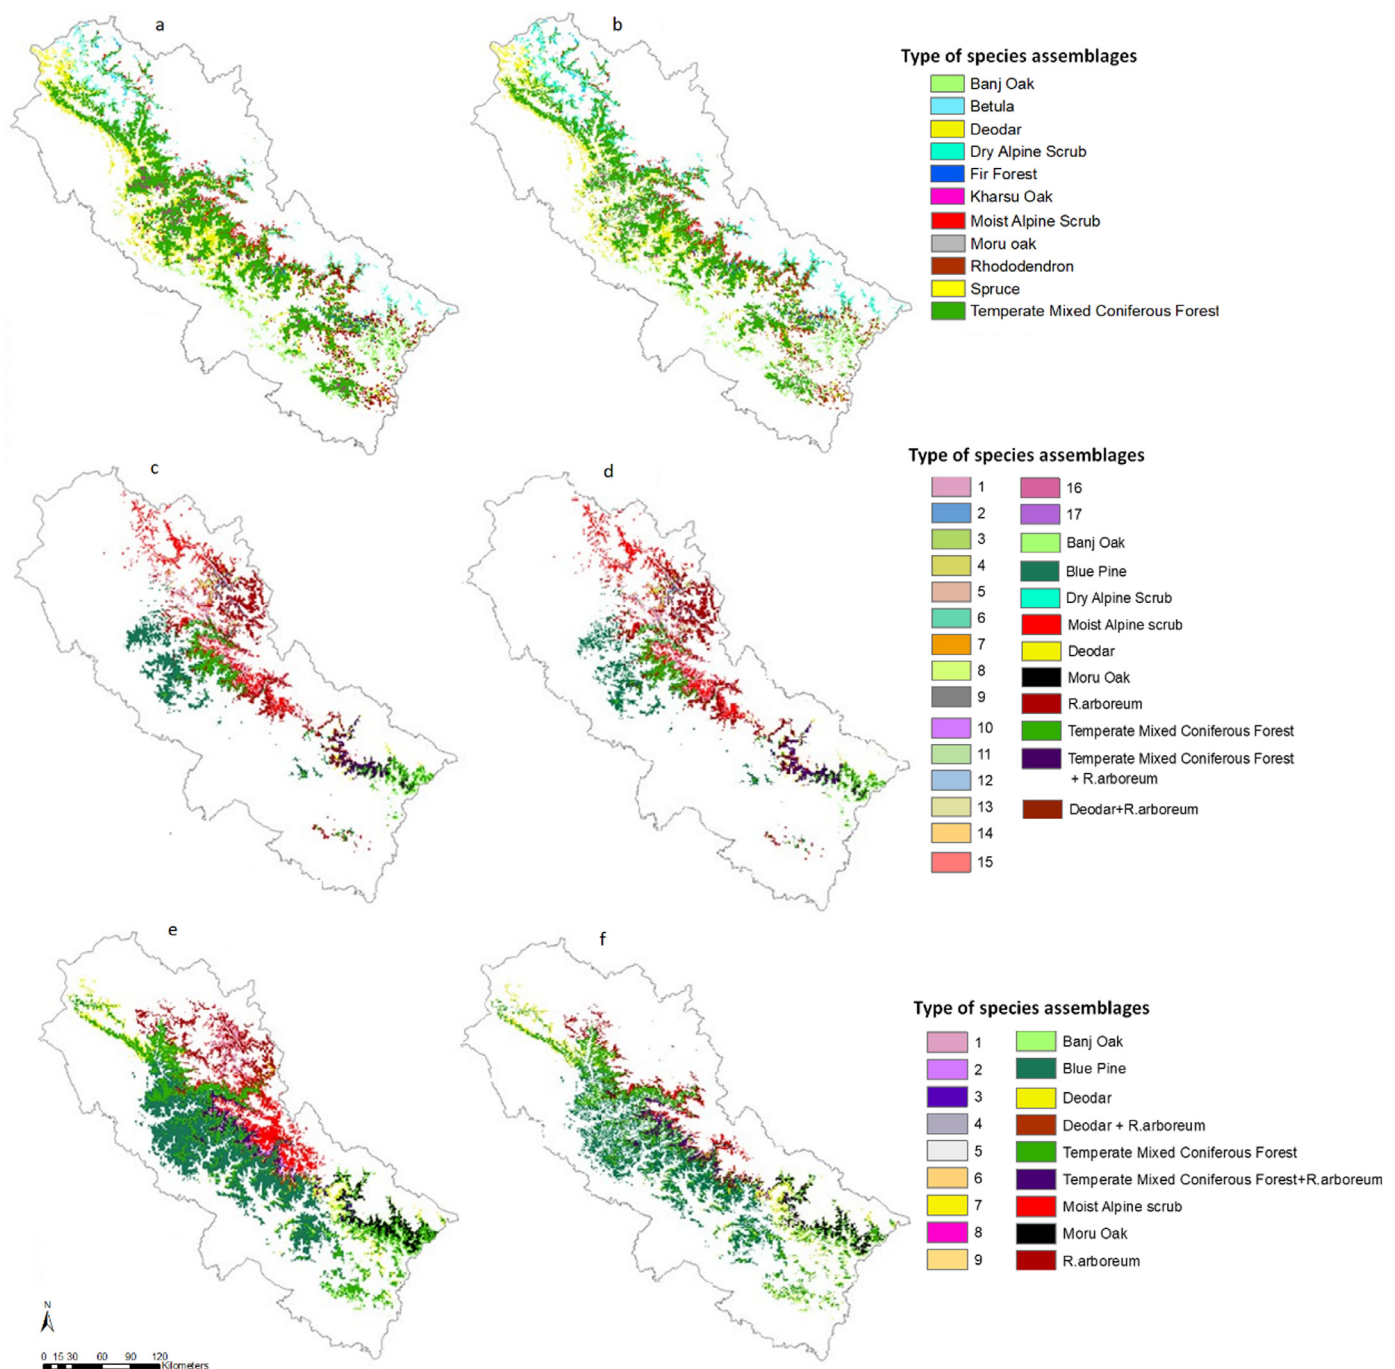 a
b
Type of species assemblages
Banj Oak
Betula
Deodar
Dry Alpine Scrub
Fir Forest
Kharsu Oak
Moist Alpine Scrub
Moru oak
Rhododendron
Spruce
Temperate Mixed Coniferous Forest
c
d
Type of species assemblages
1
2
3
4
5
6
7
8
9
10
11
12
13
14
15
16
17
Banj Oak
Blue Pine
Dry Alpine Scrub
Moist Alpine scrub
Deodar
Moru Oak
R.arboreum
Temperate Mixed Coniferous Forest
Temperate Mixed Coniferous Forest
+ R.arboreum
Deodar+R.arboreum
e
f
Type of species assemblages
1
2
3
4
5
6
7
8
9
Banj Oak
Blue Pine
Deodar
Deodar + R.arboreum
Temperate Mixed Coniferous Forest
Temperate Mixed Coniferous Forest+R.arboreum
Moist Alpine scrub
Moru Oak
R.arboreum
N
0 15 30 60 90 120
Kilometers